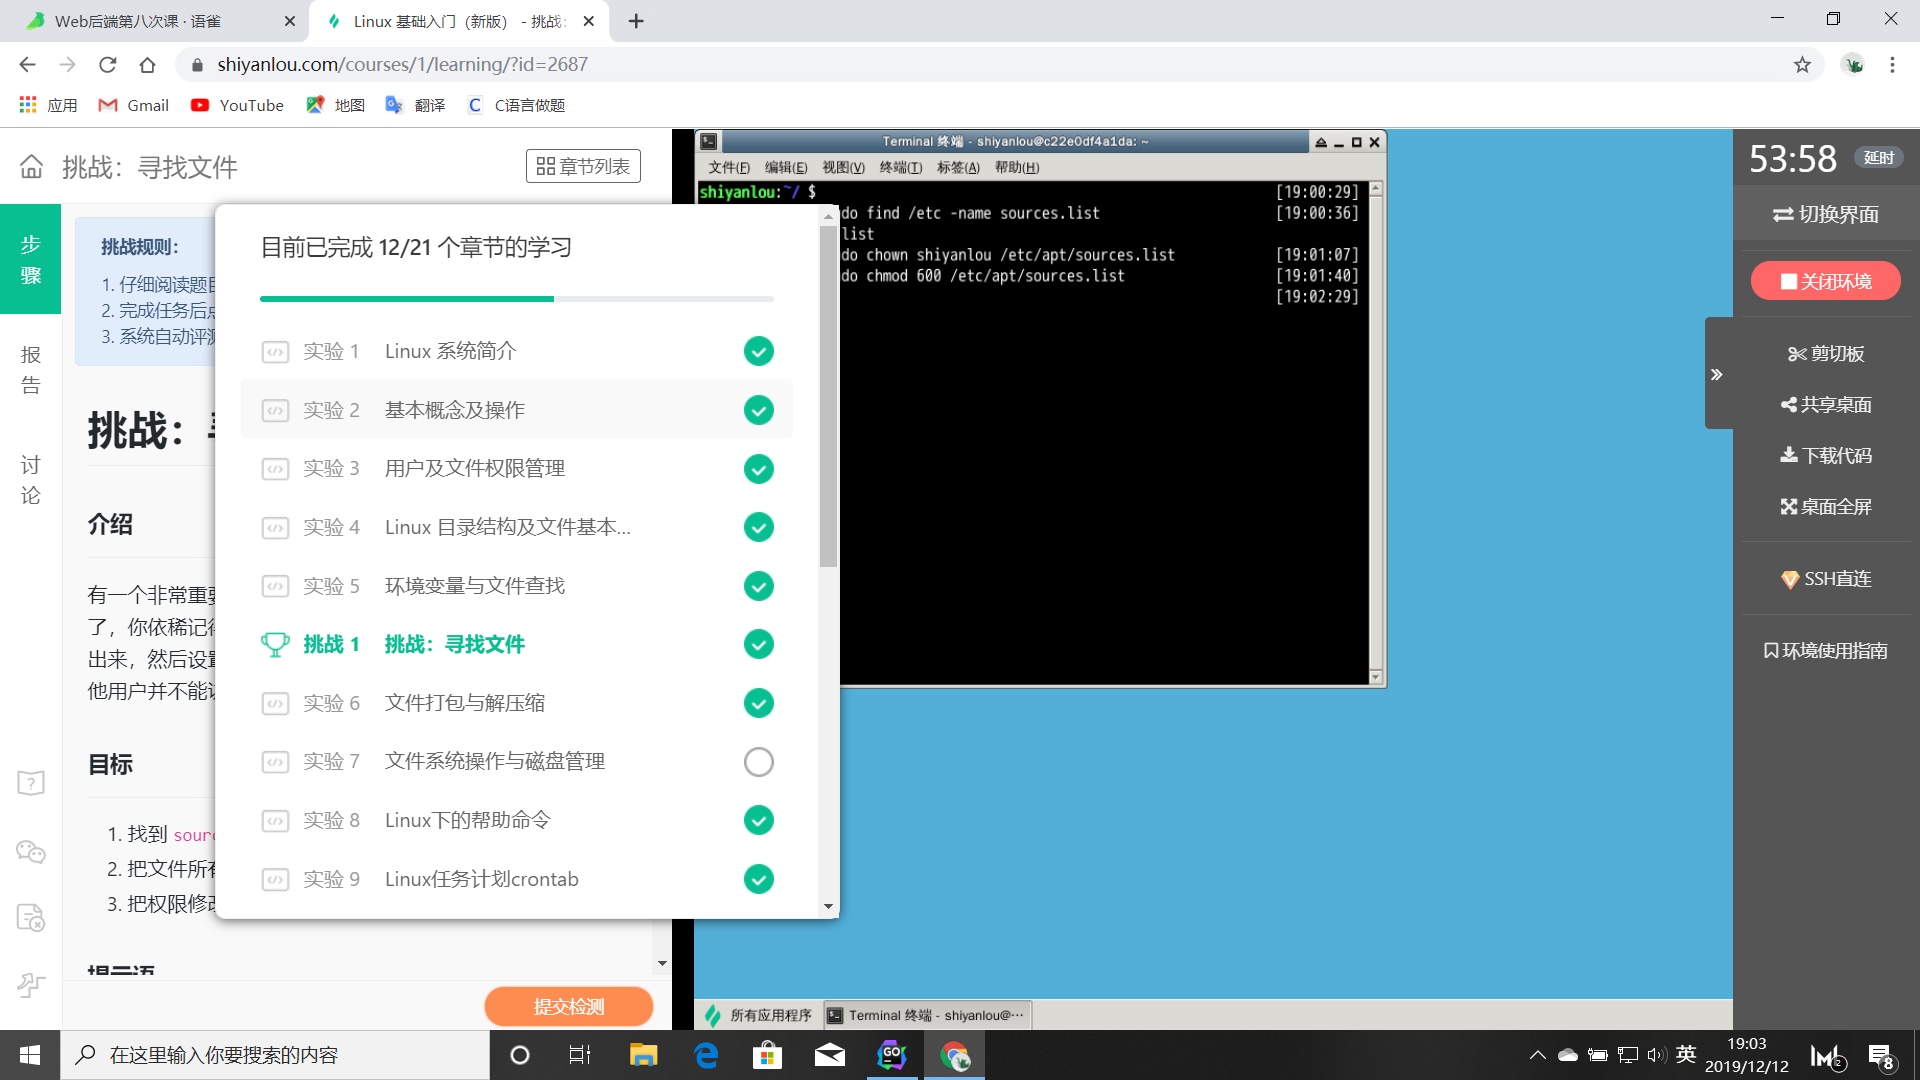 Web后端第八次课 · 语雀
Linux 基础入门（新版） - 挑战:
shiyanlou.com/courses/1/learning/?id=2687
应用
Gmail
YouTube
地图
翻译
C语言做题
挑战：寻找文件
章节列表
步骤
报告
讨论
挑战规则：
1. 仔细阅读题目
2. 完成任务后点
3. 系统自动评测
挑战：
介绍
有一个非常重要
了，你依稀记得
出来，然后设置
他用户并不能
目标
1. 找到 sour
2. 把文件所有
3. 把权限修改
提示语
提交检测
目前已完成 12/21 个章节的学习
实验 1 Linux 系统简介
实验 2 基本概念及操作
实验 3 用户及文件权限管理
实验 4 Linux 目录结构及文件基本...
实验 5 环境变量与文件查找
挑战 1 挑战：寻找文件
实验 6 文件打包与解压缩
实验 7 文件系统操作与磁盘管理
实验 8 Linux下的帮助命令
实验 9 Linux任务计划crontab
Terminal 终端 - shiyanlou@c22e0df4a1da: ~
文件(F) 编辑(E) 视图(V) 终端(T) 标签(A) 帮助(H)
shiyanlou:~/ $ [19:00:29]
do find /etc -name sources.list [19:00:36]
list
do chown shiyanlou /etc/apt/sources.list [19:01:07]
do chmod 600 /etc/apt/sources.list [19:01:40]
[19:02:29]
所有应用程序
Terminal 终端 - shiyanlou@···
53:58 延时
切换界面
关闭环境
剪切板
共享桌面
下载代码
桌面全屏
SSH直连
环境使用指南
在这里输入你要搜索的内容
GO
英
19:03
2019/12/12
2
8